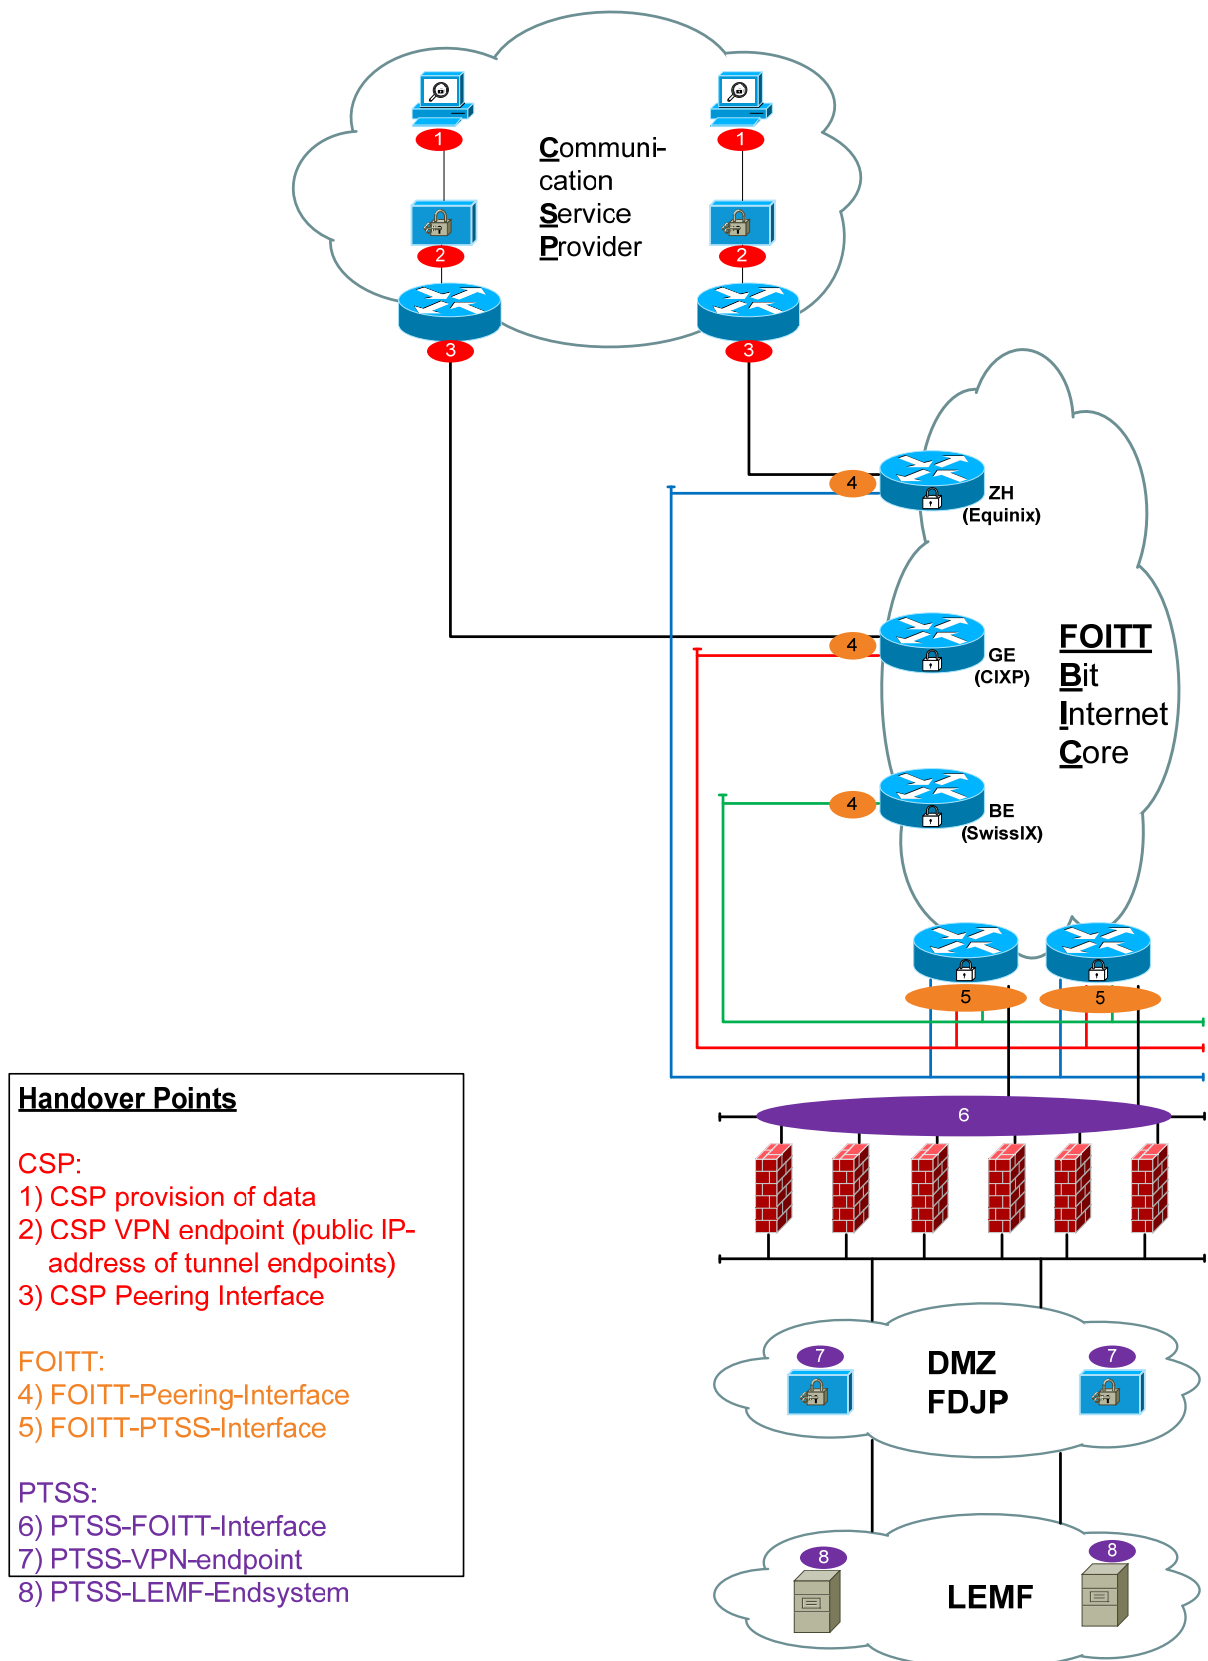 1
1
Communi-
cation
Service
Provider
2
2
3
3
4
ZH
(Equinix)
4
GE
(CIXP)
FOITT
Bit
Internet
Core
4
BE
(SwissIX)
5
5
6
Handover Points
CSP:
1) CSP provision of data
2) CSP VPN endpoint (public IP-
address of tunnel endpoints)
3) CSP Peering Interface
FOITT:
4) FOITT-Peering-Interface
5) FOITT-PTSS-Interface
PTSS:
6) PTSS-FOITT-Interface
7) PTSS-VPN-endpoint
8) PTSS-LEMF-Endsystem
7
7
DMZ
FDJP
8
8
LEMF